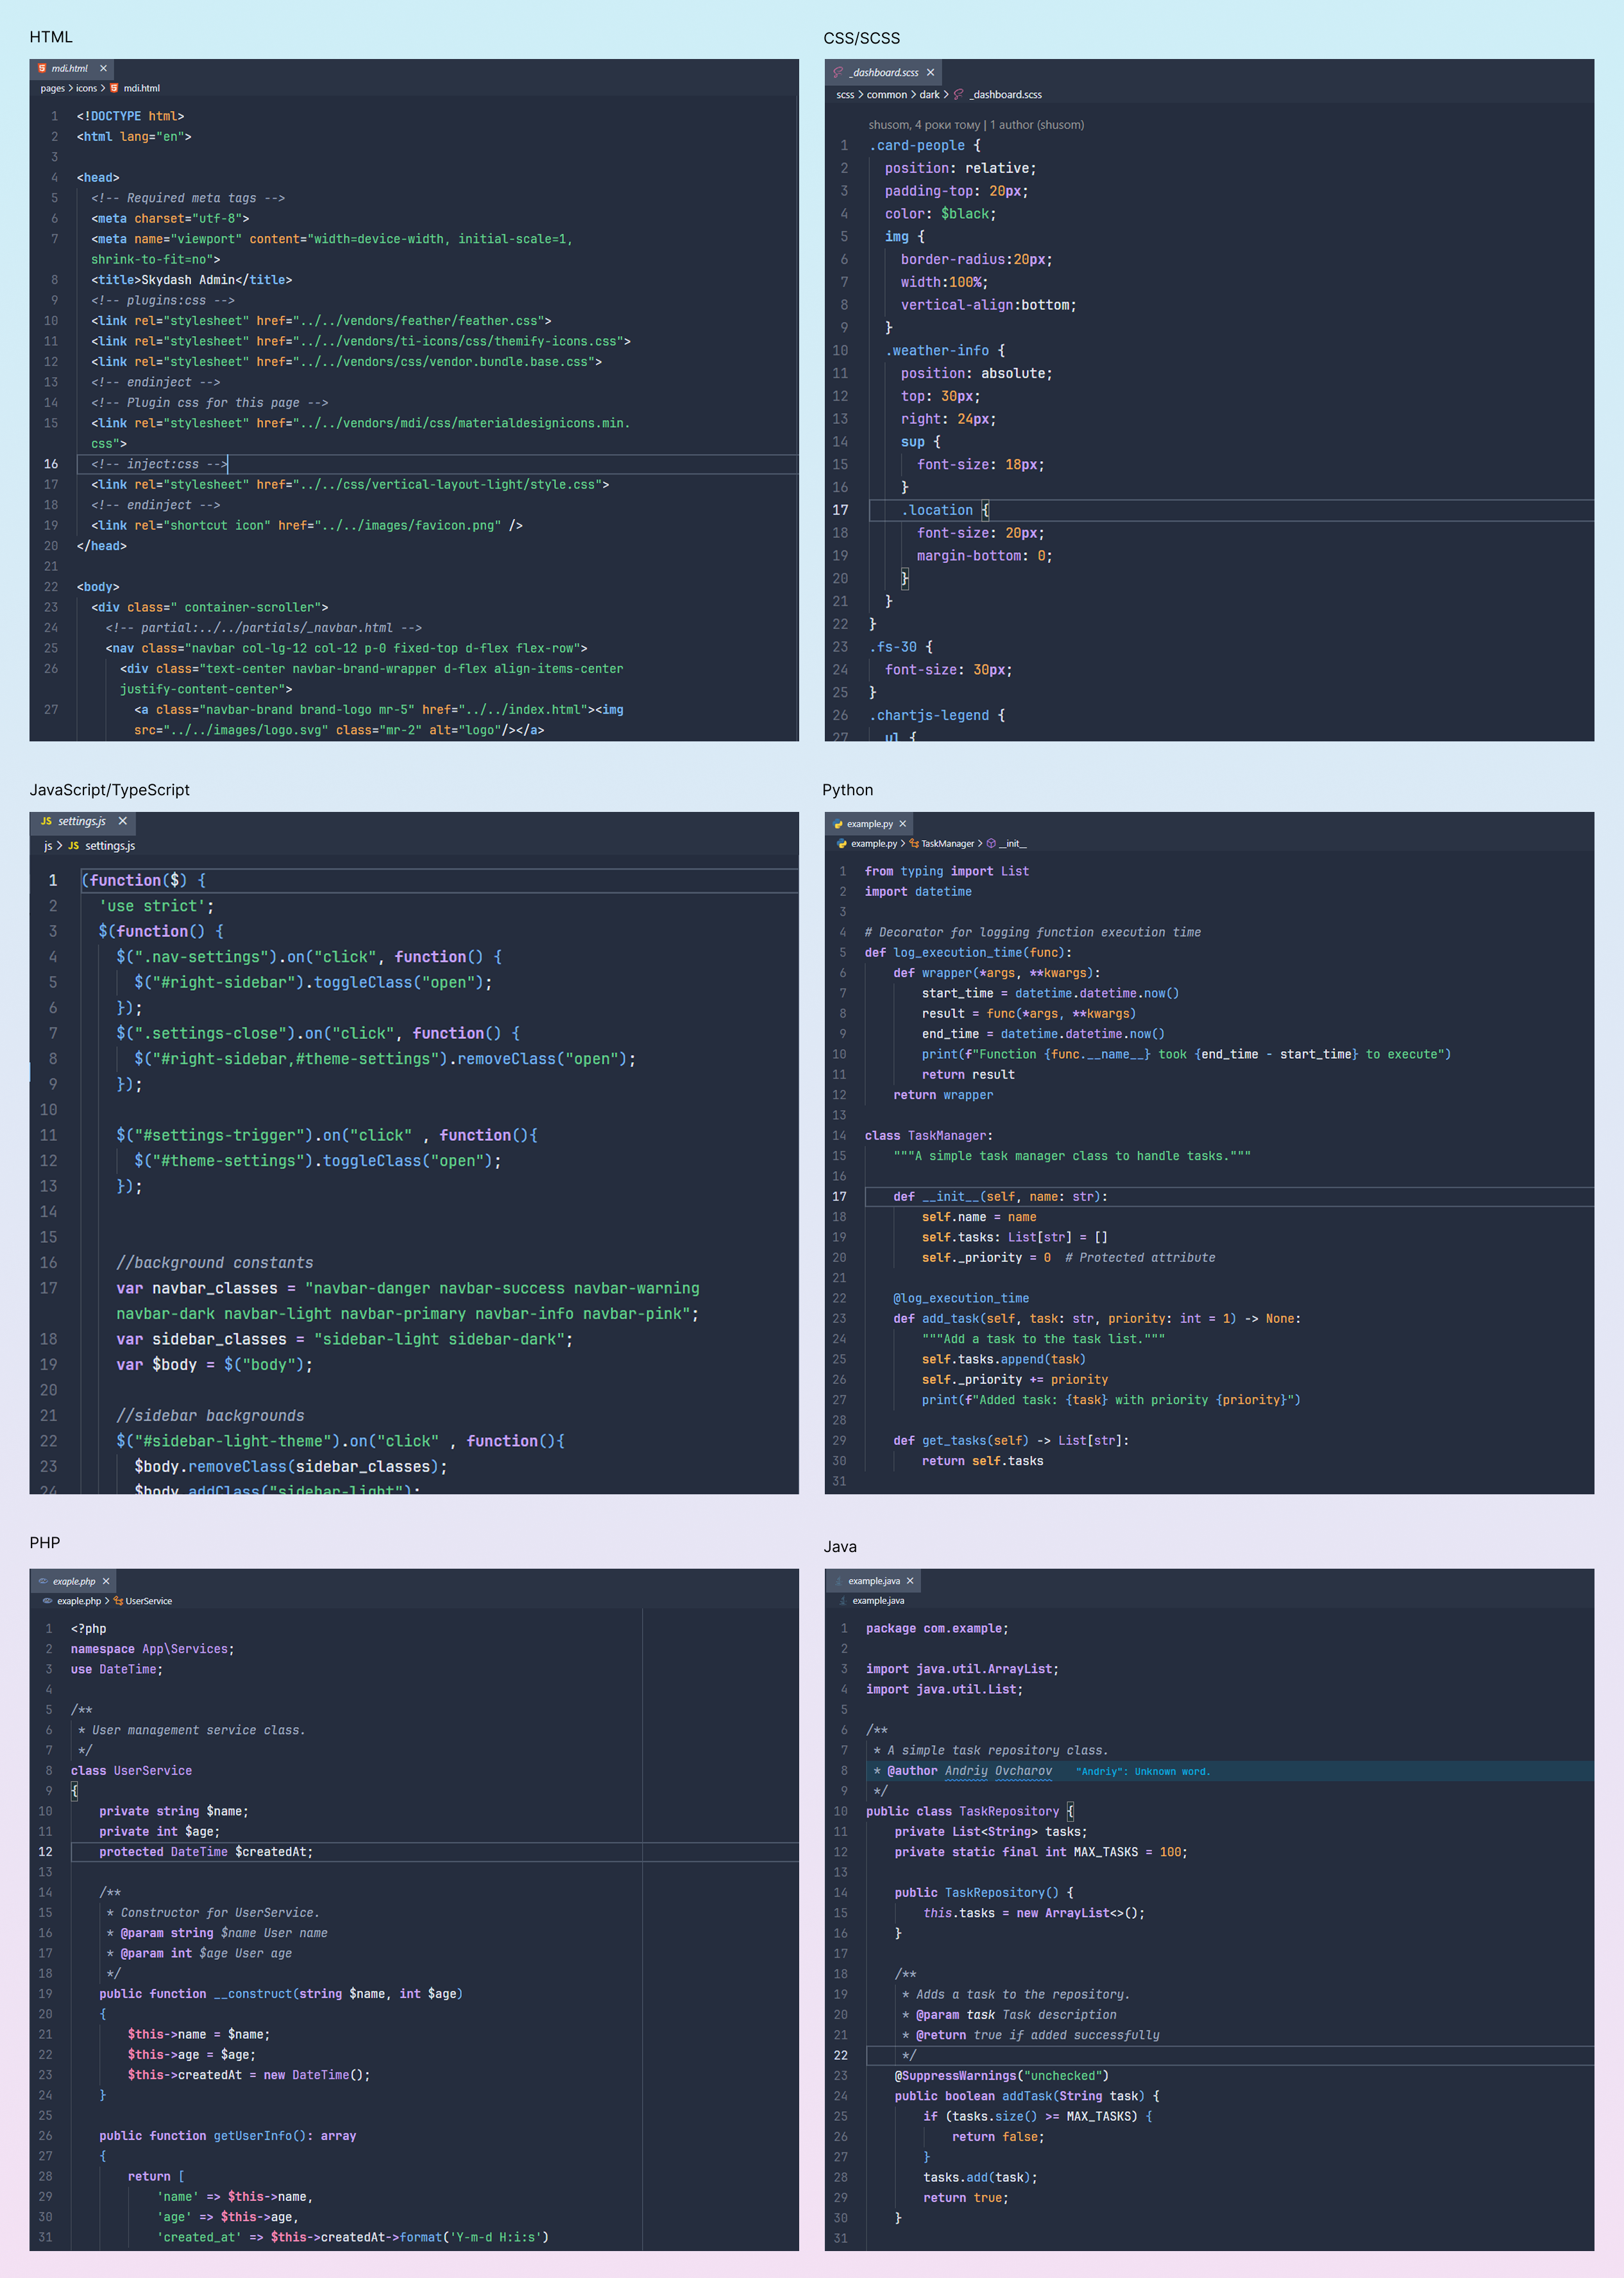 HTML
mdi.html ×
pages > icons > mdi.html
1 <!DOCTYPE html>
2 <html lang="en">
3
4 <head>
5 <!-- Required meta tags -->
6 <meta charset="utf-8">
7 <meta name="viewport" content="width=device-width, initial-scale=1,
shrink-to-fit=no">
8 <title>Skydash Admin</title>
9 <!-- plugins:css -->
10 <link rel="stylesheet" href="../../vendors/feather/feather.css">
11 <link rel="stylesheet" href="../../vendors/ti-icons/css/themify-icons.css">
12 <link rel="stylesheet" href="../../vendors/css/vendor.bundle.base.css">
13 <!-- endinject -->
14 <!-- Plugin css for this page -->
15 <link rel="stylesheet" href="../../vendors/mdi/css/materialdesignicons.min.
css">
16 <!-- inject:css -->
17 <link rel="stylesheet" href="../../css/vertical-layout-light/style.css">
18 <!-- endinject -->
19 <link rel="shortcut icon" href="../../images/favicon.png" />
20 </head>
21
22 <body>
23 <div class=" container-scroller">
24 <!-- partial:../../partials/_navbar.html -->
25 <nav class="navbar col-lg-12 col-12 p-0 fixed-top d-flex flex-row">
26 <div class="text-center navbar-brand-wrapper d-flex align-items-center
justify-content-center">
27 <a class="navbar-brand brand-logo mr-5" href="../../index.html"><img
src="../../images/logo.svg" class="mr-2" alt="logo"/></a>
CSS/SCSS
_dashboard.scss ×
scss > common > dark > _dashboard.scss
shusom, 4 роки тому | 1 author (shusom)
1 .card-people {
2 position: relative;
3 padding-top: 20px;
4 color: $black;
5 img {
6 border-radius:20px;
7 width:100%;
8 vertical-align:bottom;
9 }
10 .weather-info {
11 position: absolute;
12 top: 30px;
13 right: 24px;
14 sup {
15 font-size: 18px;
16 }
17 .location {
18 font-size: 20px;
19 margin-bottom: 0;
20 }
21 }
22 }
23 .fs-30 {
24 font-size: 30px;
25 }
26 .chartjs-legend {
27 ul {
JavaScript/TypeScript
JS settings.js ×
js > JS settings.js
1 (function($) {
2 'use strict';
3 $(function() {
4 $(".nav-settings").on("click", function() {
5 $("#right-sidebar").toggleClass("open");
6 });
7 $(".settings-close").on("click", function() {
8 $("#right-sidebar,#theme-settings").removeClass("open");
9 });
10
11 $("#settings-trigger").on("click" , function(){
12 $("#theme-settings").toggleClass("open");
13 });
14
15
16 //background constants
17 var navbar_classes = "navbar-danger navbar-success navbar-warning
navbar-dark navbar-light navbar-primary navbar-info navbar-pink";
18 var sidebar_classes = "sidebar-light sidebar-dark";
19 var $body = $("body");
20
21 //sidebar backgrounds
22 $("#sidebar-light-theme").on("click" , function(){
23 $body.removeClass(sidebar_classes);
24 $body.addClass("sidebar-light");
Python
example.py ×
example.py > TaskManager > __init__
1 from typing import List
2 import datetime
3
4 # Decorator for logging function execution time
5 def log_execution_time(func):
6 def wrapper(*args, **kwargs):
7 start_time = datetime.datetime.now()
8 result = func(*args, **kwargs)
9 end_time = datetime.datetime.now()
10 print(f"Function {func.__name__} took {end_time - start_time} to execute")
11 return result
12 return wrapper
13
14 class TaskManager:
15 """A simple task manager class to handle tasks."""
16
17 def __init__(self, name: str):
18 self.name = name
19 self.tasks: List[str] = []
20 self._priority = 0 # Protected attribute
21
22 @log_execution_time
23 def add_task(self, task: str, priority: int = 1) -> None:
24 """Add a task to the task list."""
25 self.tasks.append(task)
26 self._priority += priority
27 print(f"Added task: {task} with priority {priority}")
28
29 def get_tasks(self) -> List[str]:
30 return self.tasks
31
PHP
exaple.php ×
exaple.php > UserService
1 <?php
2 namespace App\Services;
3 use DateTime;
4
5 /**
6 * User management service class.
7 */
8 class UserService
9 {
10 private string $name;
11 private int $age;
12 protected DateTime $createdAt;
13
14 /**
15 * Constructor for UserService.
16 * @param string $name User name
17 * @param int $age User age
18 */
19 public function __construct(string $name, int $age)
20 {
21 $this->name = $name;
22 $this->age = $age;
23 $this->createdAt = new DateTime();
24 }
25
26 public function getUserInfo(): array
27 {
28 return [
29 'name' => $this->name,
30 'age' => $this->age,
31 'created_at' => $this->createdAt->format('Y-m-d H:i:s')
Java
example.java ×
example.java
1 package com.example;
2
3 import java.util.ArrayList;
4 import java.util.List;
5
6 /**
7 * A simple task repository class.
8 * @author Andriy Ovcharov "Andriy": Unknown word.
9 */
10 public class TaskRepository {
11 private List<String> tasks;
12 private static final int MAX_TASKS = 100;
13
14 public TaskRepository() {
15 this.tasks = new ArrayList<>();
16 }
17
18 /**
19 * Adds a task to the repository.
20 * @param task Task description
21 * @return true if added successfully
22 */
23 @SuppressWarnings("unchecked")
24 public boolean addTask(String task) {
25 if (tasks.size() >= MAX_TASKS) {
26 return false;
27 }
28 tasks.add(task);
29 return true;
30 }
31